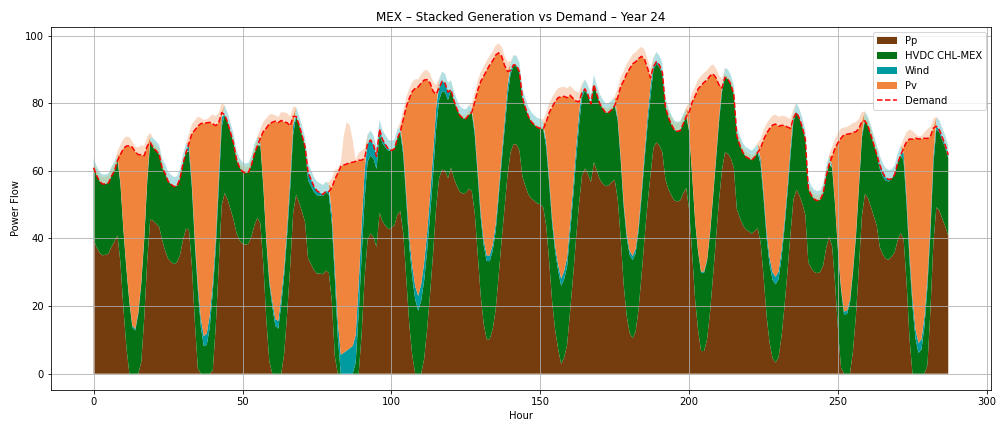 MEX – Stacked Generation vs Demand – Year 24
Pp
HVDC CHL-MEX
Wind
Pv
Demand
Power Flow
100
80
60
40
20
0
0 50 100 150 200 250 300
Hour